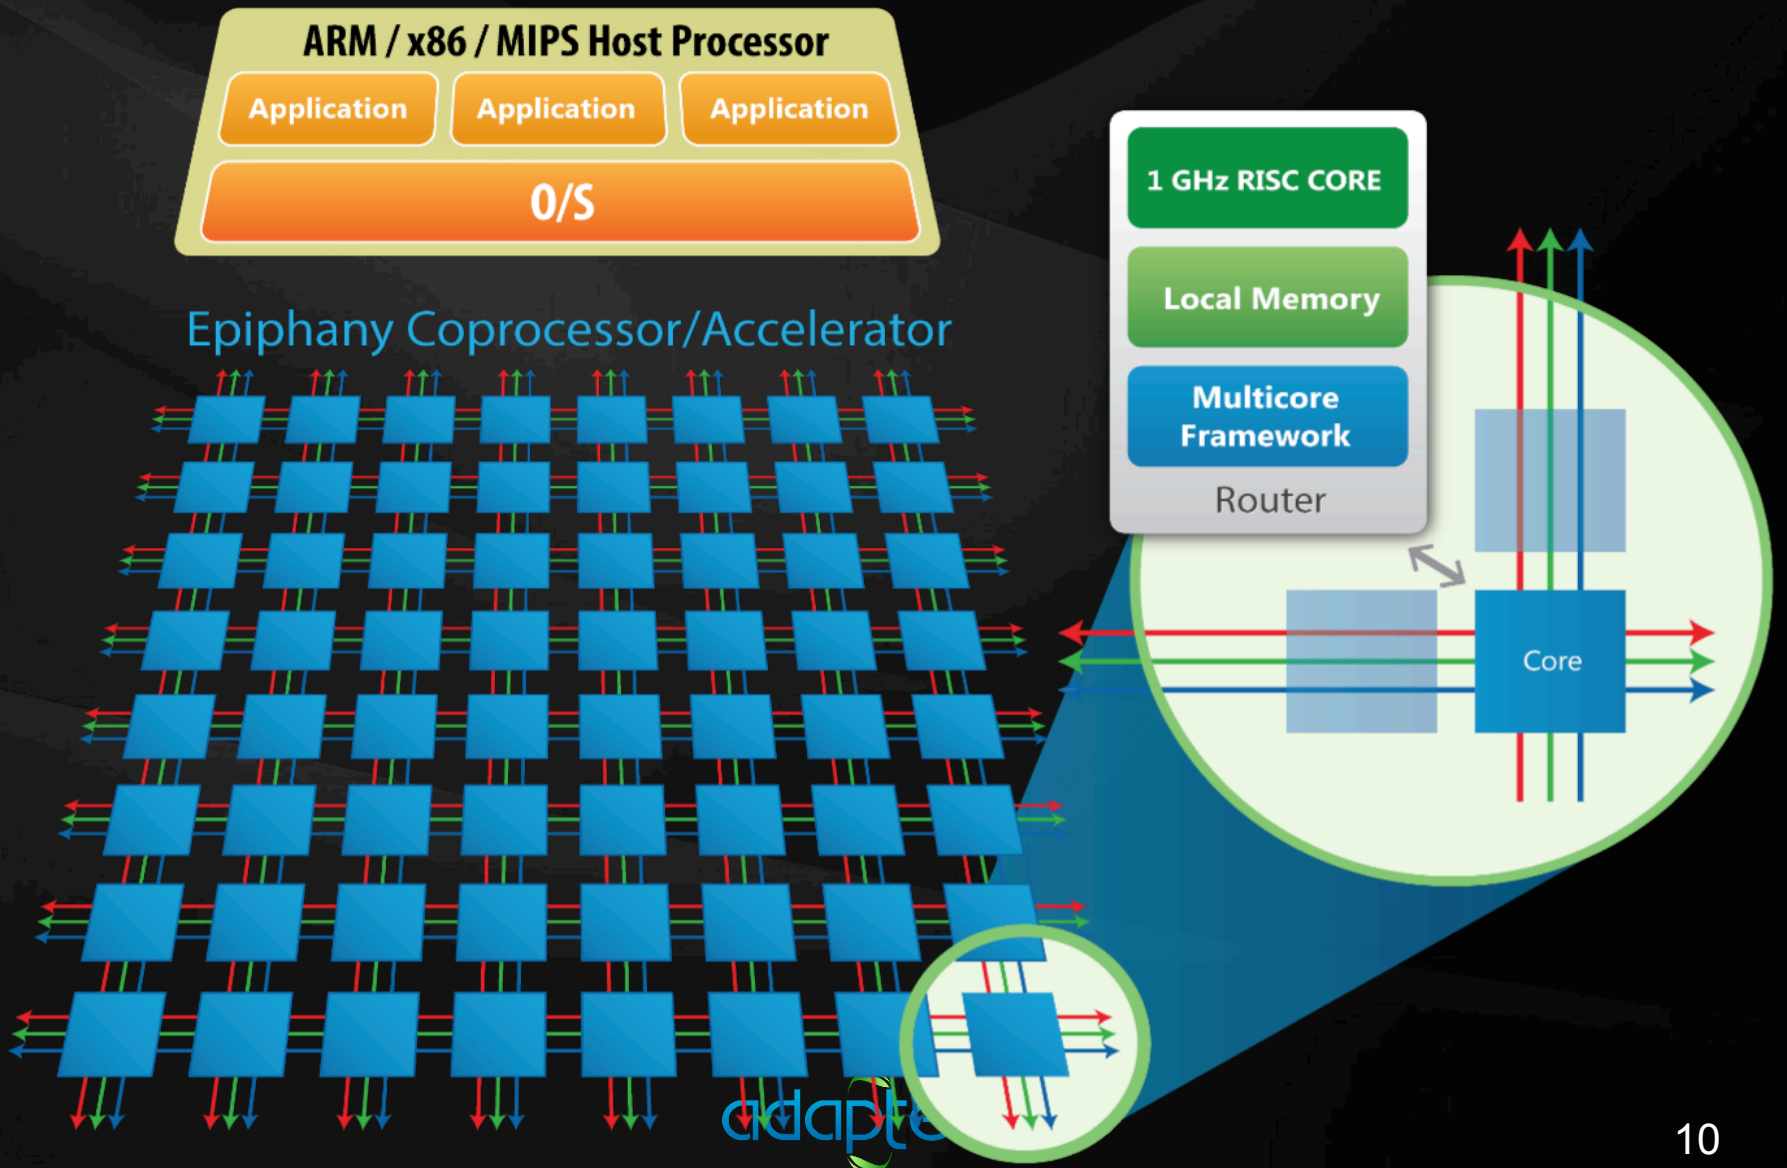 ARM / x86 / MIPS Host Processor
Application
Application
Application
O/S
Epiphany Coprocessor/Accelerator
1 GHz RISC CORE
Local Memory
Multicore
Framework
Router
Core
10